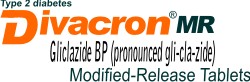 Type 2 diabetes
Divacron® MR
Gliclazide BP (pronounced gli-cla-zide)
Modified-Release Tablets